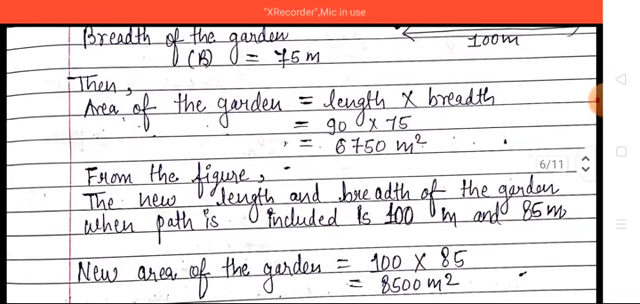 "XRecorder",Mic in use
Breadth of the garden
(B) = 75 m
100m
Then,
Area of the garden = length × breadth
= 90 × 75
= 6750 m²
6/11
From the figure,
The new length and breadth of the garden
when path is included is 100 m and 85 m
New area of the garden = 100 × 85
= 8500 m²